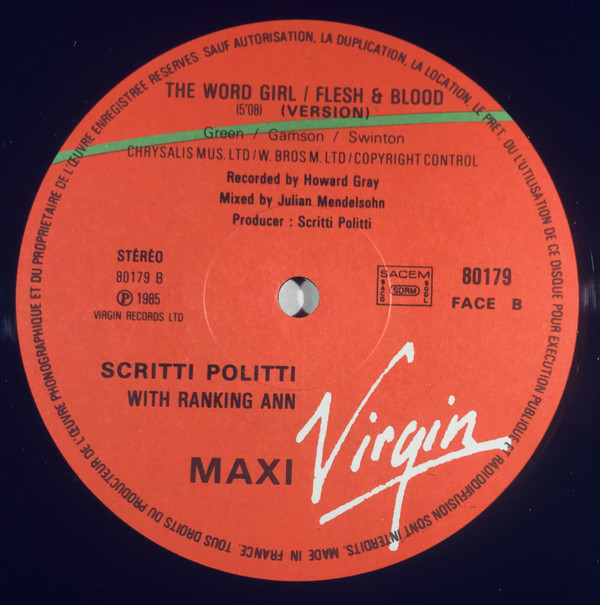 THE WORD GIRL / FLESH & BLOOD
(5'08) (VERSION)
Green / Gamson / Swinton
CHRYSALIS MUS. LTD / W. BROS M. LTD / COPYRIGHT CONTROL
Recorded by Howard Gray
Mixed by Julian Mendelsohn
Producer : Scritti Politti
STÉRÉO
80179 B
Ⓟ 1985
VIRGIN RECORDS LTD
SACEM
SACD SDRM SGDL
80179
FACE B
SCRITTI POLITTI
WITH RANKING ANN
MAXI
Virgin
TOUS DROITS DU PRODUCTEUR DE L'ŒUVRE PHONOGRAPHIQUE ET DU PROPRIETAIRE DE L'ŒUVRE ENREGISTREE RESERVES SAUF AUTORISATION, LA DUPLICATION, LA LOCATION, LE PRET, OU L'UTILISATION DE CE DISQUE POUR EXECUTION PUBLIQUE ET RADIODIFFUSION SONT INTERDITS. MADE IN FRANCE.